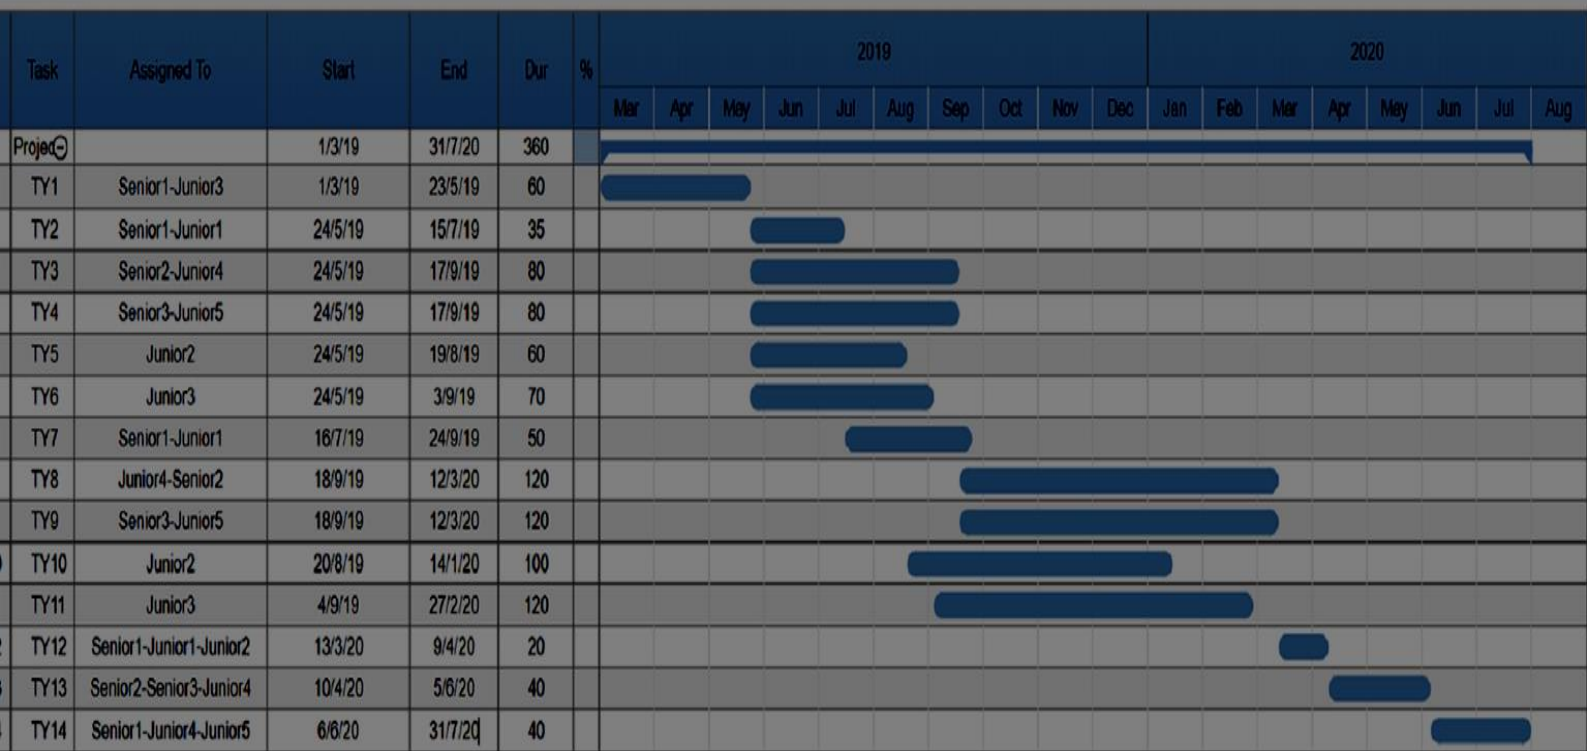 Task Assigned To Start End Dur % 2019 2020
Mar Apr May Jun Jul Aug Sep Oct Nov Dec Jan Feb Mar Apr May Jun Jul Aug
Projec 1/3/19 31/7/20 360
TY1 Senior1-Junior3 1/3/19 23/5/19 60
TY2 Senior1-Junior1 24/5/19 15/7/19 35
TY3 Senior2-Junior4 24/5/19 17/9/19 80
TY4 Senior3-Junior5 24/5/19 17/9/19 80
TY5 Junior2 24/5/19 19/8/19 60
TY6 Junior3 24/5/19 3/9/19 70
TY7 Senior1-Junior1 16/7/19 24/9/19 50
TY8 Junior4-Senior2 18/9/19 12/3/20 120
TY9 Senior3-Junior5 18/9/19 12/3/20 120
TY10 Junior2 20/8/19 14/1/20 100
TY11 Junior3 4/9/19 27/2/20 120
TY12 Senior1-Junior1-Junior2 13/3/20 9/4/20 20
TY13 Senior2-Senior3-Junior4 10/4/20 5/6/20 40
TY14 Senior1-Junior4-Junior5 6/6/20 31/7/20 40